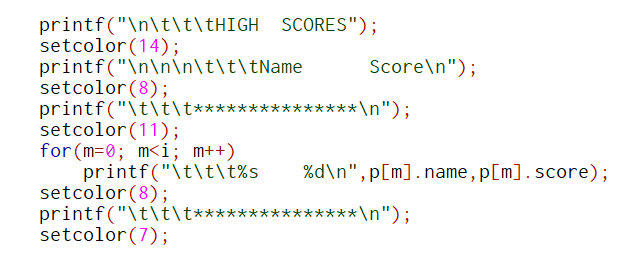 printf("\n\t\t\tHIGH  SCORES");
setcolor(14);
printf("\n\n\n\t\t\tName      Score\n");
setcolor(8);
printf("\t\t\t***************\n");
setcolor(11);
for(m=0; m<i; m++)
    printf("\t\t\t%s    %d\n",p[m].name,p[m].score);
setcolor(8);
printf("\t\t\t***************\n");
setcolor(7);